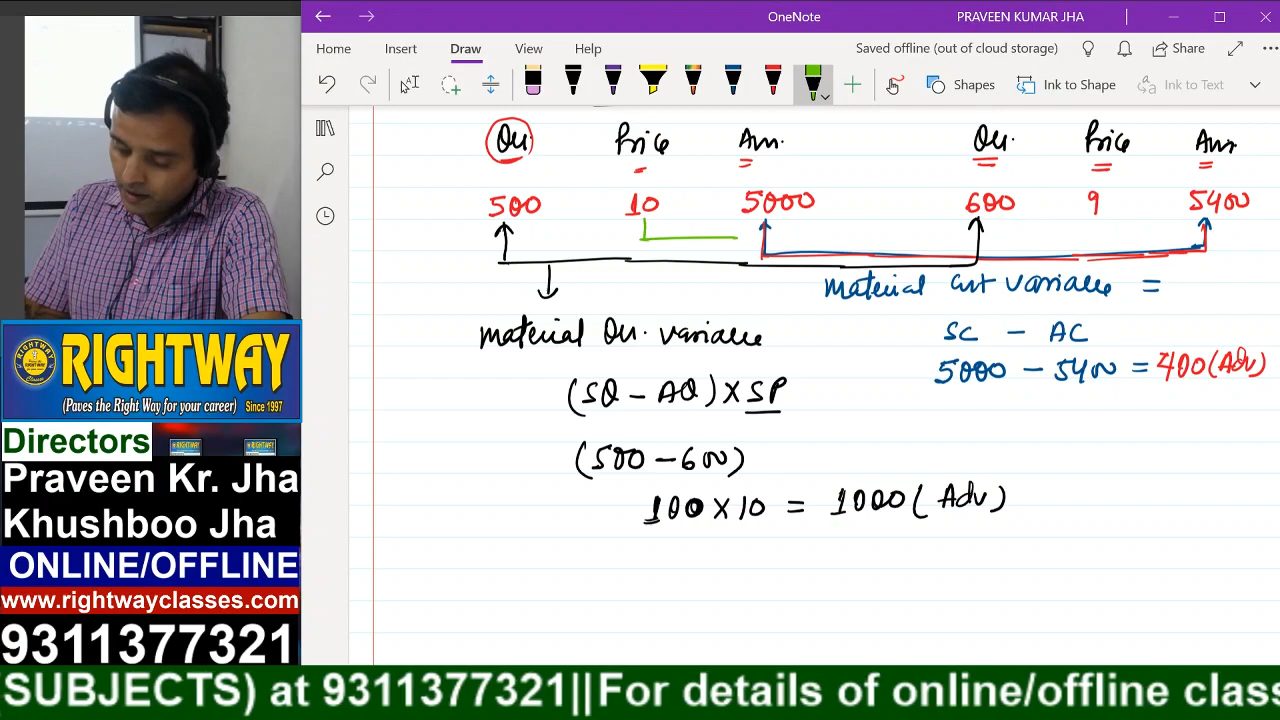 OneNote
PRAVEEN KUMAR JHA
Home Insert Draw View Help
Saved offline (out of cloud storage)
Share
Shapes
Ink to Shape
Ink to Text
Qu. Price Am. Qu. Price Am.
500 10 5000 600 9 5400
material Cost variance =
SC - AC
5000 - 5400 = 400 (Adv)
material Qu. variance
(SQ - AQ) X SP
(500 - 600)
100 X 10 = 1000 (Adv)
RIGHTWAY
(Paves the Right Way for your career) Since 1997
Directors
Praveen Kr. Jha
Khushboo Jha
ONLINE/OFFLINE
www.rightwayclasses.com
9311377321
(SUBJECTS) at 9311377321||For details of online/offline class